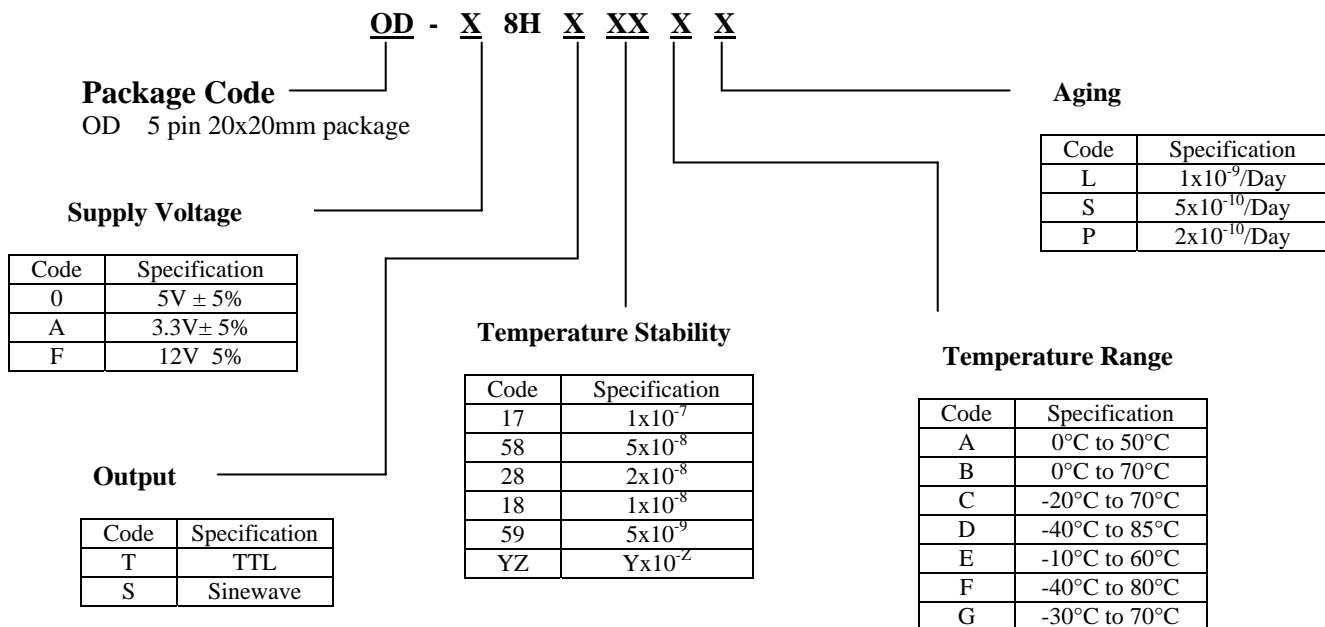 OD - X 8H X XX X X
Package Code
OD 5 pin 20x20mm package
Supply Voltage
Code Specification
0 5V ± 5%
A 3.3V± 5%
F 12V 5%
Output
Code Specification
T TTL
S Sinewave
Temperature Stability
Code Specification
17 1x10⁻⁷
58 5x10⁻⁸
28 2x10⁻⁸
18 1x10⁻⁸
59 5x10⁻⁹
YZ Yx10⁻ᶻ
Aging
Code Specification
L 1x10⁻⁹/Day
S 5x10⁻¹⁰/Day
P 2x10⁻¹⁰/Day
Temperature Range
Code Specification
A 0°C to 50°C
B 0°C to 70°C
C -20°C to 70°C
D -40°C to 85°C
E -10°C to 60°C
F -40°C to 80°C
G -30°C to 70°C